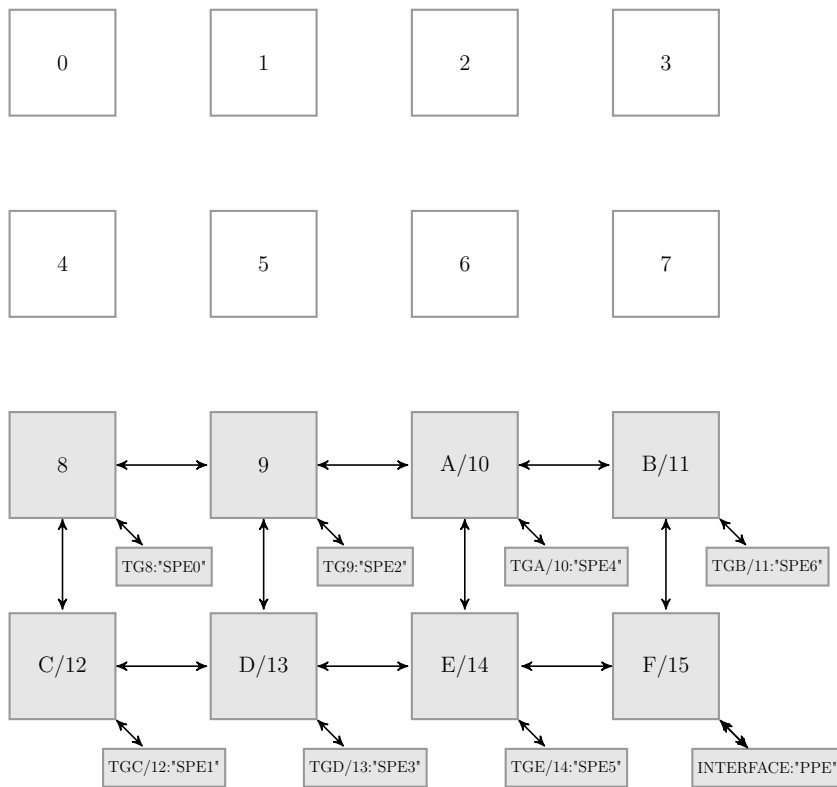 0 1 2 3
4 5 6 7
8 9 A/10 B/11
TG8:"SPE0" TG9:"SPE2" TGA/10:"SPE4" TGB/11:"SPE6"
C/12 D/13 E/14 F/15
TGC/12:"SPE1" TGD/13:"SPE3" TGE/14:"SPE5" INTERFACE:"PPE"